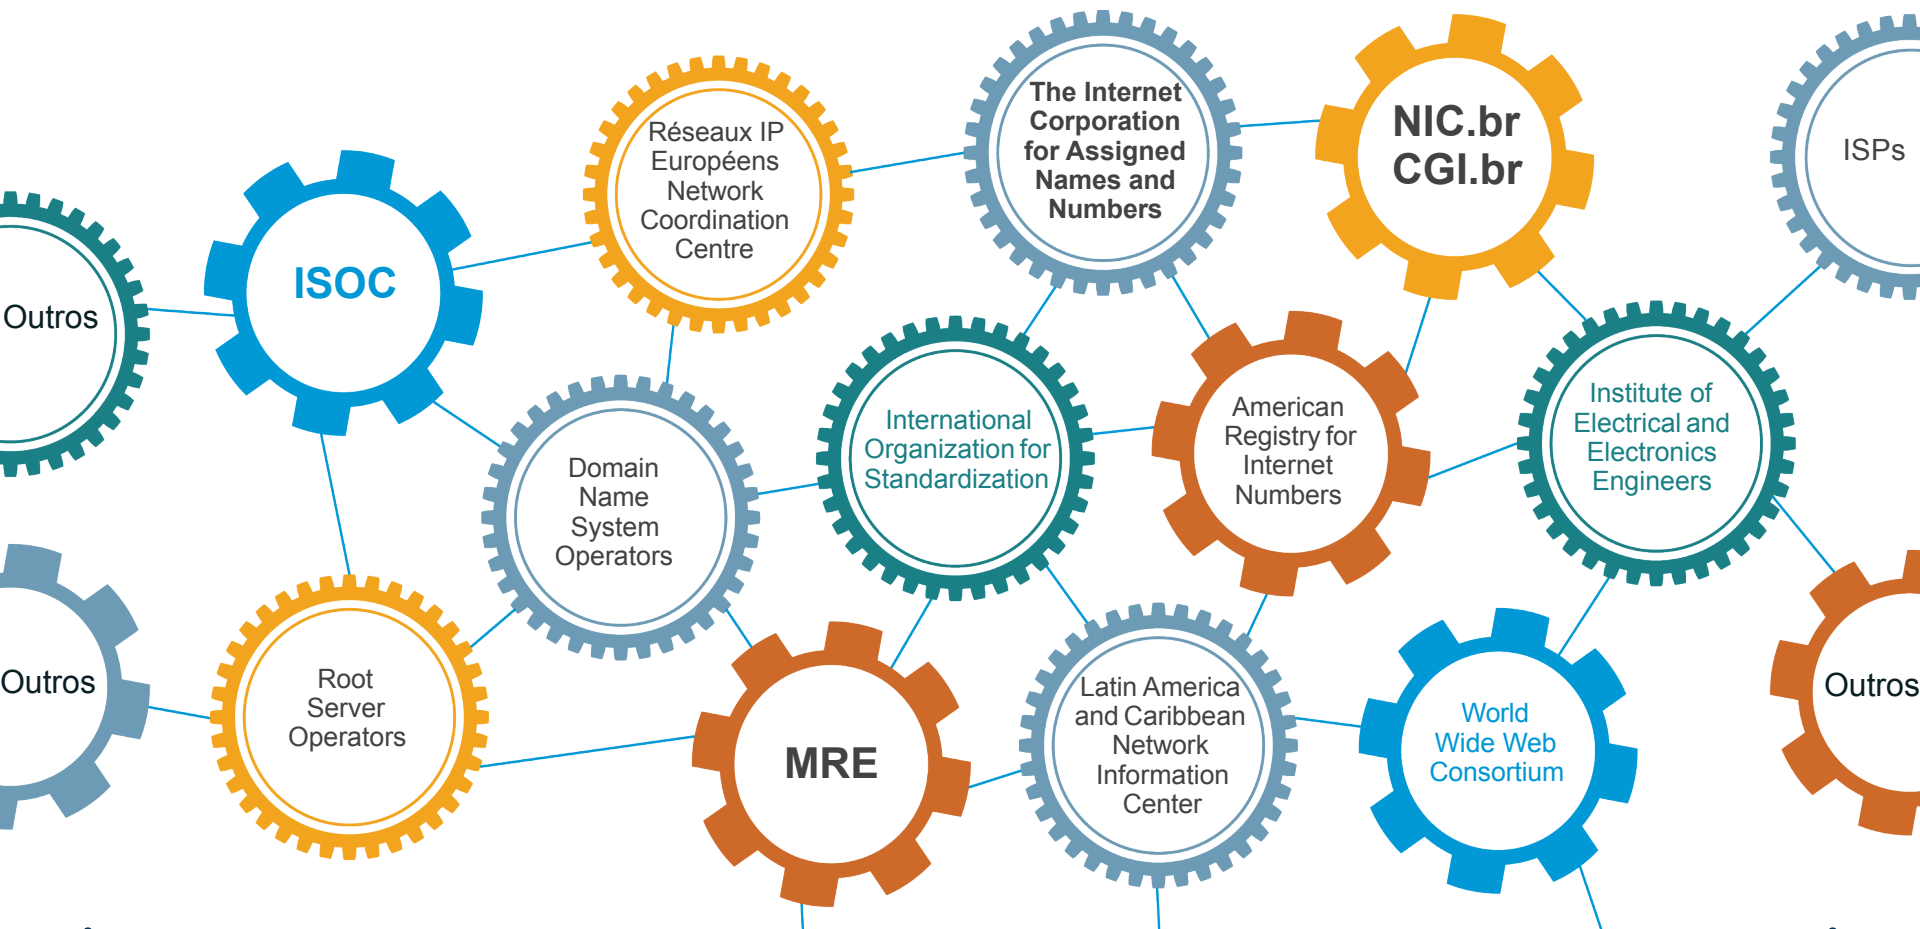 The Internet
Corporation
for Assigned
Names and
Numbers
NIC.br
CGI.br
Réseaux IP
Européens
Network
Coordination
Centre
ISPs
ISOC
Outros
International
Organization for
Standardization
American
Registry for
Internet
Numbers
Institute of
Electrical and
Electronics
Engineers
Domain
Name
System
Operators
Outros
Root
Server
Operators
MRE
Latin America
and Caribbean
Network
Information
Center
World
Wide Web
Consortium
Outros